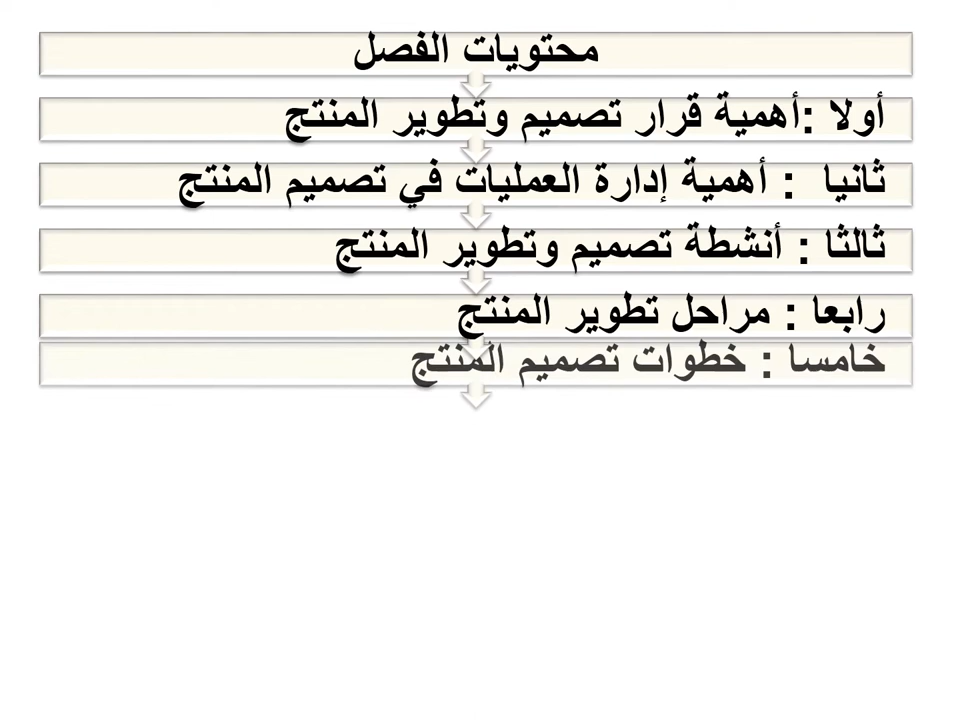 محتويات الفصل
أولا :أهمية قرار تصميم وتطوير المنتج
ثانيا : أهمية إدارة العمليات في تصميم المنتج
ثالثا : أنشطة تصميم وتطوير المنتج
رابعا : مراحل تطوير المنتج
خامسا : خطوات تصميم المنتج